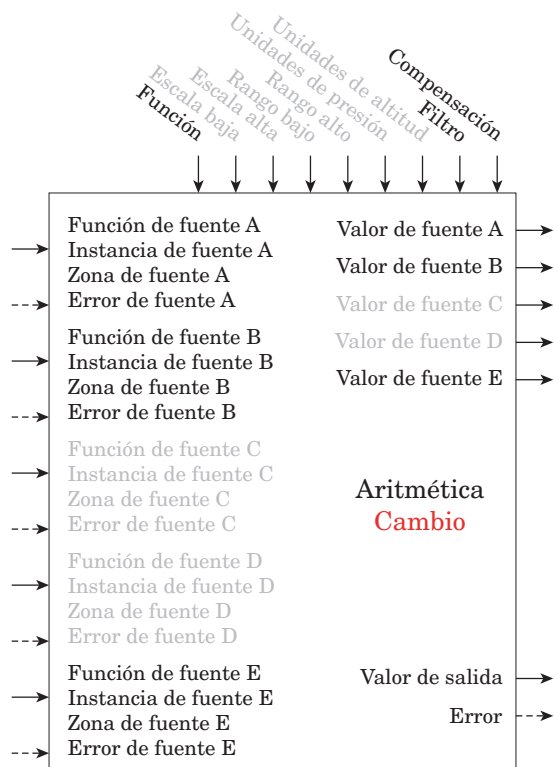 Función
Escala baja
Escala alta
Rango bajo
Rango alto
Unidades de presión
Unidades de altitud
Filtro
Compensación
Función de fuente A
Instancia de fuente A
Zona de fuente A
Error de fuente A
Función de fuente B
Instancia de fuente B
Zona de fuente B
Error de fuente B
Función de fuente C
Instancia de fuente C
Zona de fuente C
Error de fuente C
Función de fuente D
Instancia de fuente D
Zona de fuente D
Error de fuente D
Función de fuente E
Instancia de fuente E
Zona de fuente E
Error de fuente E
Valor de fuente A
Valor de fuente B
Valor de fuente C
Valor de fuente D
Valor de fuente E
Aritmética
Cambio
Valor de salida
Error